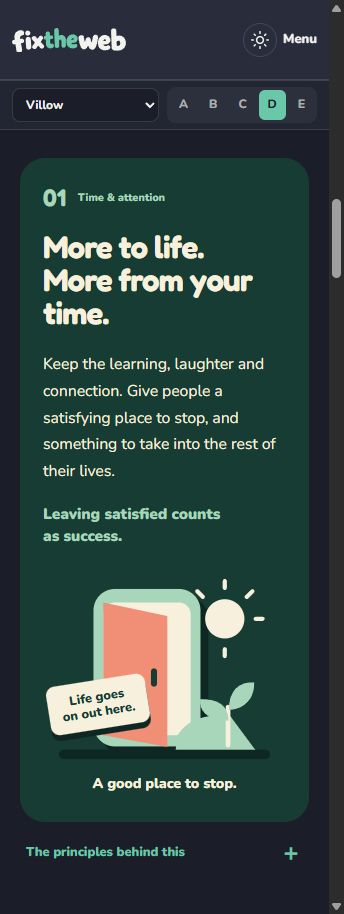 fixtheweb
Menu
Villow
A B C D E
01 Time & attention
More to life.
More from your
time.
Keep the learning, laughter and
connection. Give people a
satisfying place to stop, and
something to take into the rest of
their lives.
Leaving satisfied counts
as success.
Life goes
on out here.
A good place to stop.
The principles behind this
+